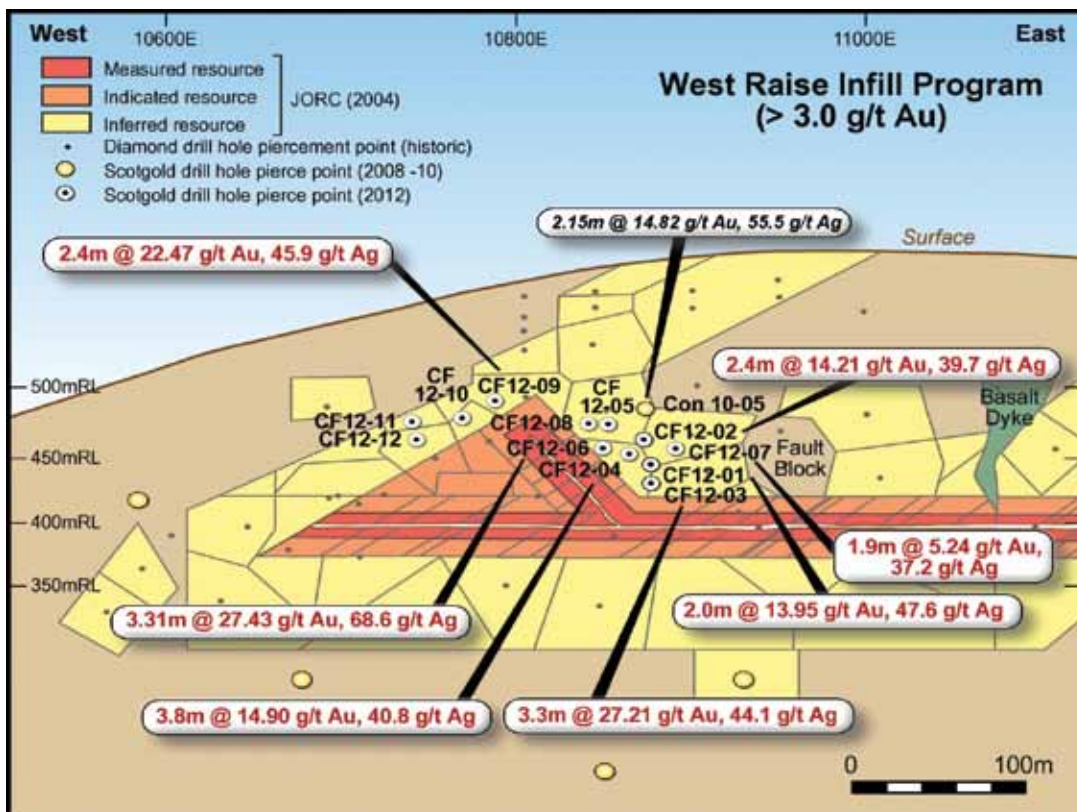 West
10600E
10800E
11000E
East
Measured resource
Indicated resource
Inferred resource
JORC (2004)
Diamond drill hole piercement point (historic)
Scotgold drill hole pierce point (2008 -10)
Scotgold drill hole pierce point (2012)
West Raise Infill Program
(> 3.0 g/t Au)
2.15m @ 14.82 g/t Au, 55.5 g/t Ag
Surface
2.4m @ 22.47 g/t Au, 45.9 g/t Ag
2.4m @ 14.21 g/t Au, 39.7 g/t Ag
500mRL
450mRL
400mRL
350mRL
CF
12-10
CF12-09
CF
12-05
Con 10-05
CF12-11
CF12-12
CF12-08
CF12-06
CF12-04
CF12-02
CF12-07
CF12-01
CF12-03
Fault
Block
Basalt
Dyke
1.9m @ 5.24 g/t Au,
37.2 g/t Ag
2.0m @ 13.95 g/t Au, 47.6 g/t Ag
3.31m @ 27.43 g/t Au, 68.6 g/t Ag
3.8m @ 14.90 g/t Au, 40.8 g/t Ag
3.3m @ 27.21 g/t Au, 44.1 g/t Ag
0
100m